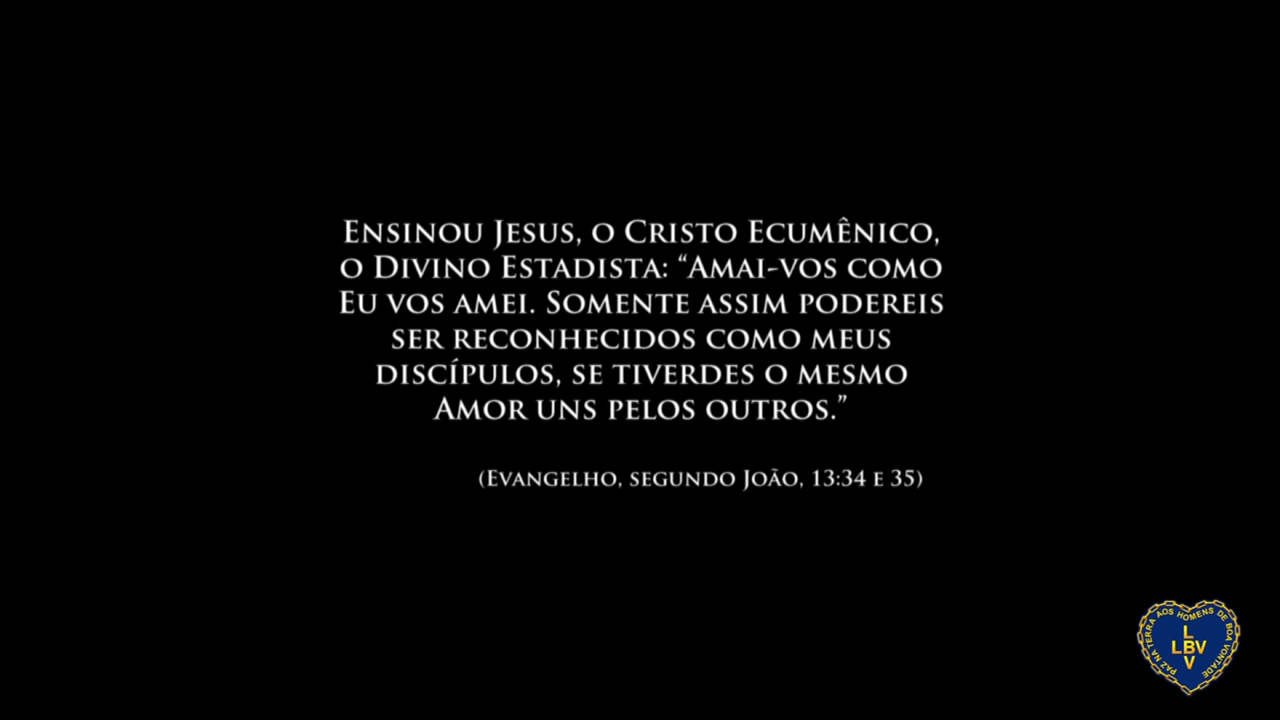 Ensinou Jesus, o Cristo Ecumênico,
o Divino Estadista: “Amai-vos como
Eu vos amei. Somente assim podereis
ser reconhecidos como meus
discípulos, se tiverdes o mesmo
Amor uns pelos outros.”
(Evangelho, segundo João, 13:34 e 35)
PAZ NA TERRA AOS HOMENS DE BOA VONTADE
L
LBV
V